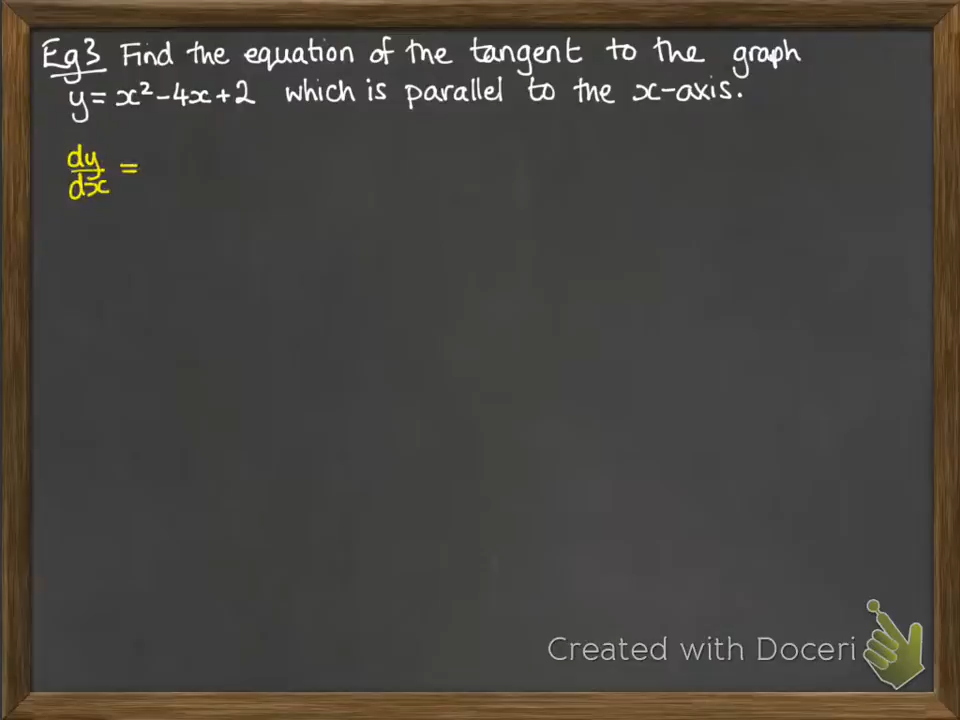 Eg3 Find the equation of the tangent to the graph
y = x² - 4x + 2 which is parallel to the x-axis.
dy/dx =
Created with Doceri